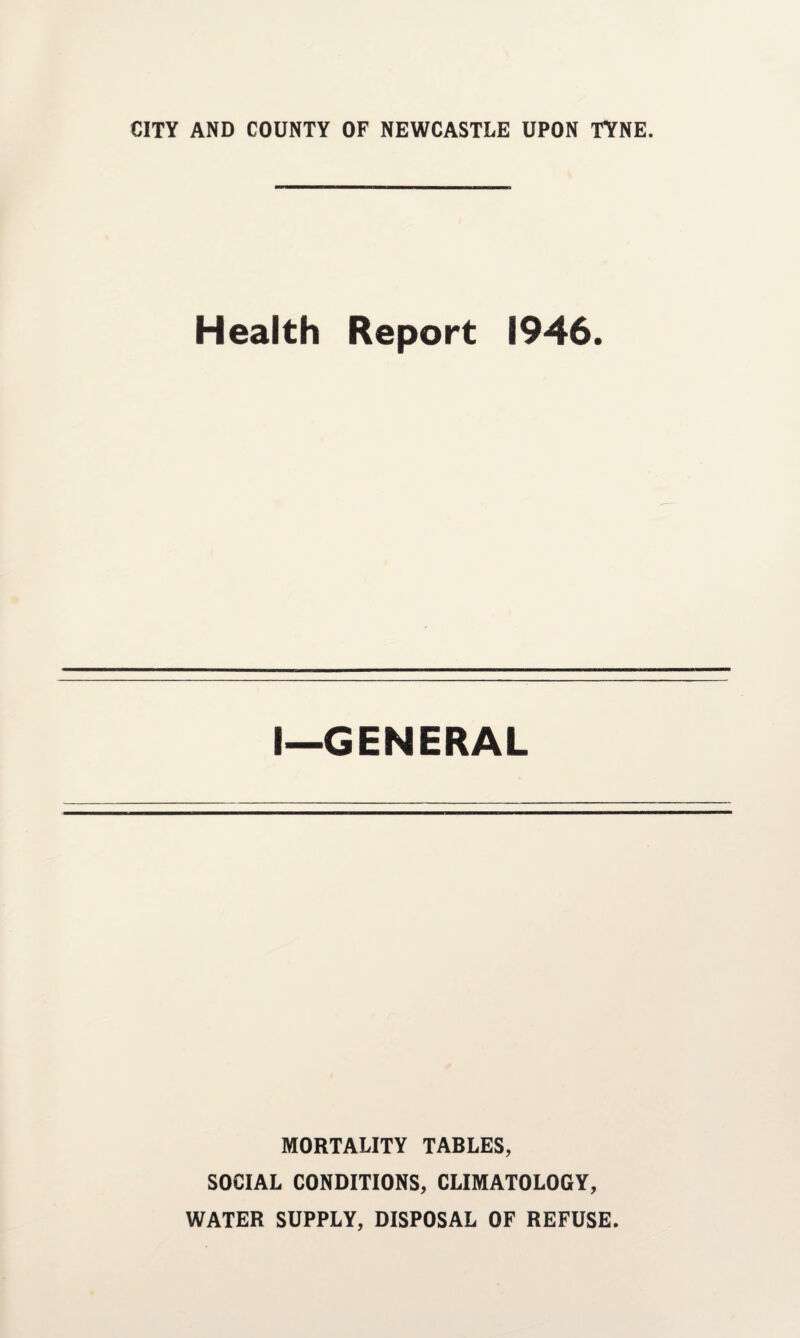 CITY AND COUNTY OF NEWCASTLE UPON TYNE.
Health Report 1946.
I—GENERAL
MORTALITY TABLES,
SOCIAL CONDITIONS, CLIMATOLOGY,
WATER SUPPLY, DISPOSAL OF REFUSE.